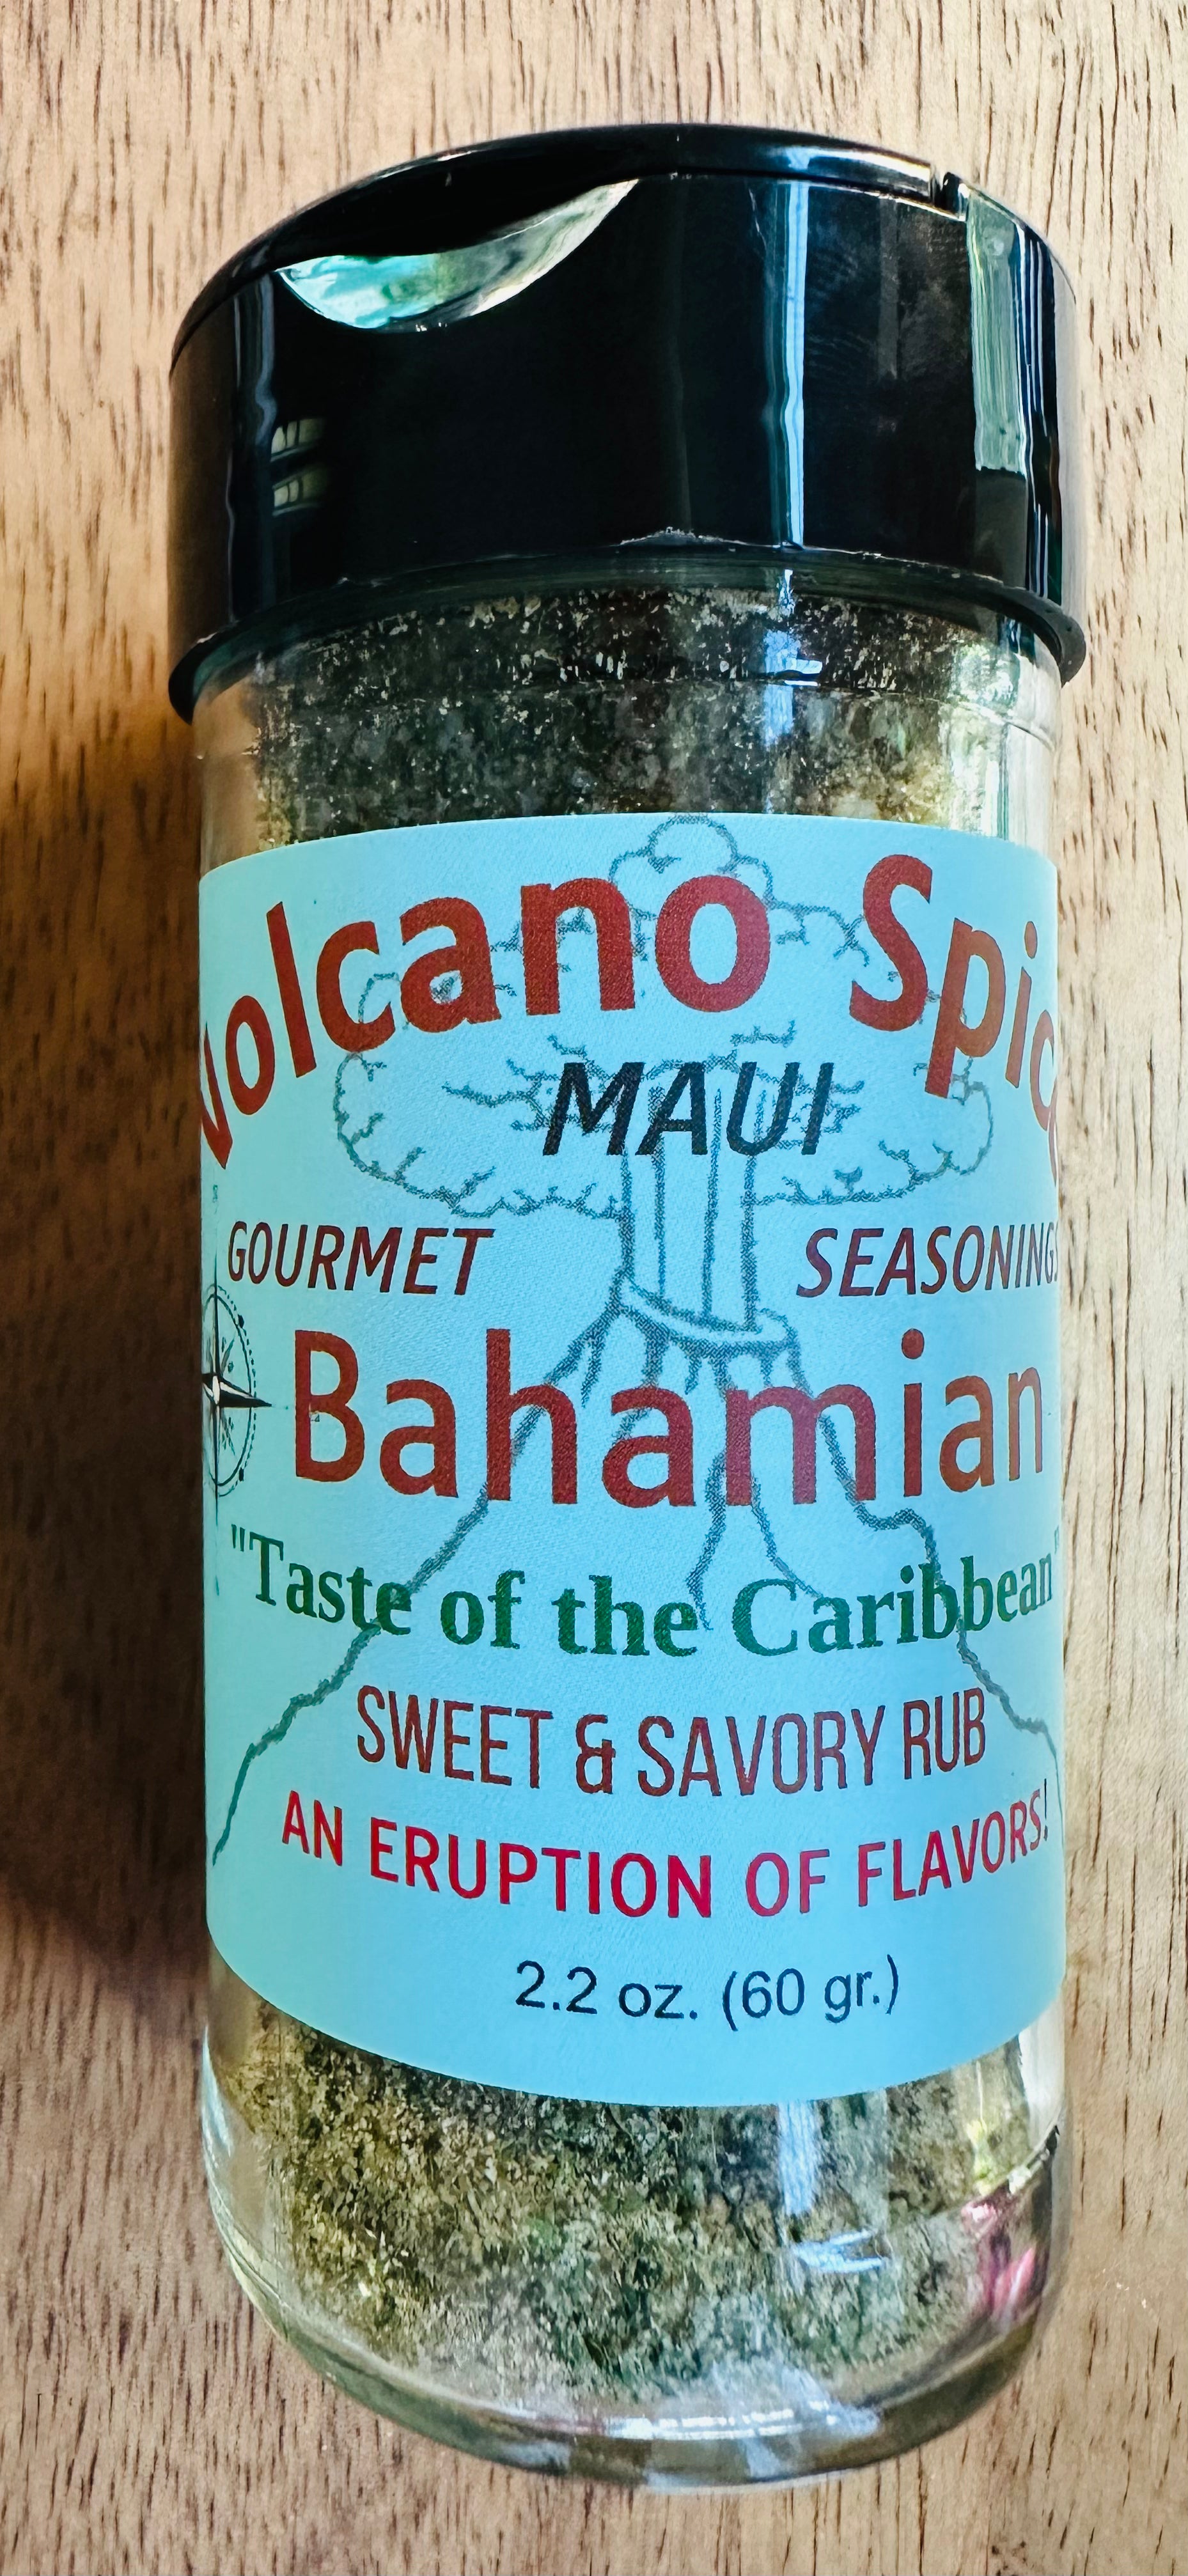 Volcano Spice
MAUI
GOURMET SEASONINGS
Bahamian
"Taste of the Caribbean"
SWEET & SAVORY RUB
AN ERUPTION OF FLAVORS!
2.2 oz. (60 gr.)